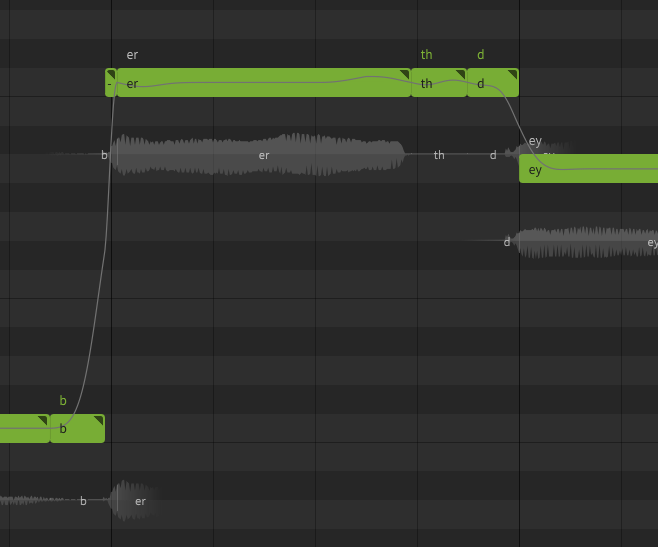 er th d
- er th d
b er th d ey
ey
d ey
b
b
b er